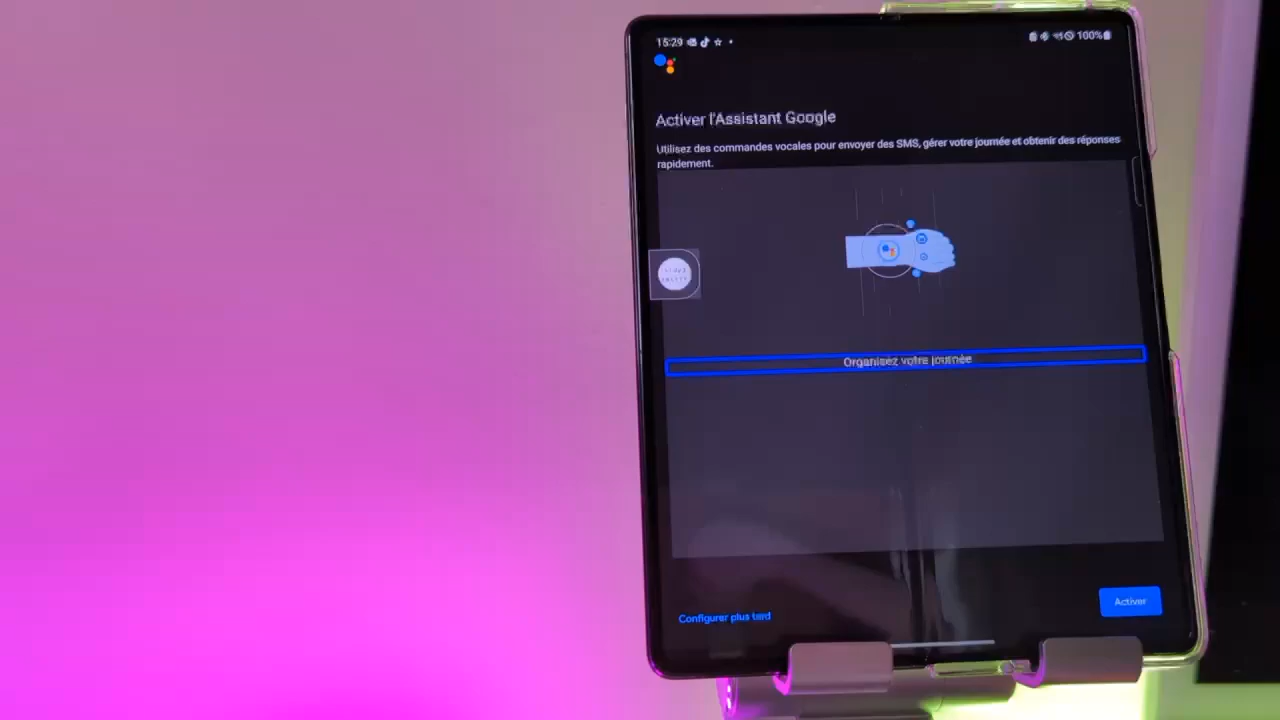 15:29
100%
Activer l'Assistant Google
Utilisez des commandes vocales pour envoyer des SMS, gérer votre journée et obtenir des réponses
rapidement.
Organisez votre journée
Configurer plus tard
Activer